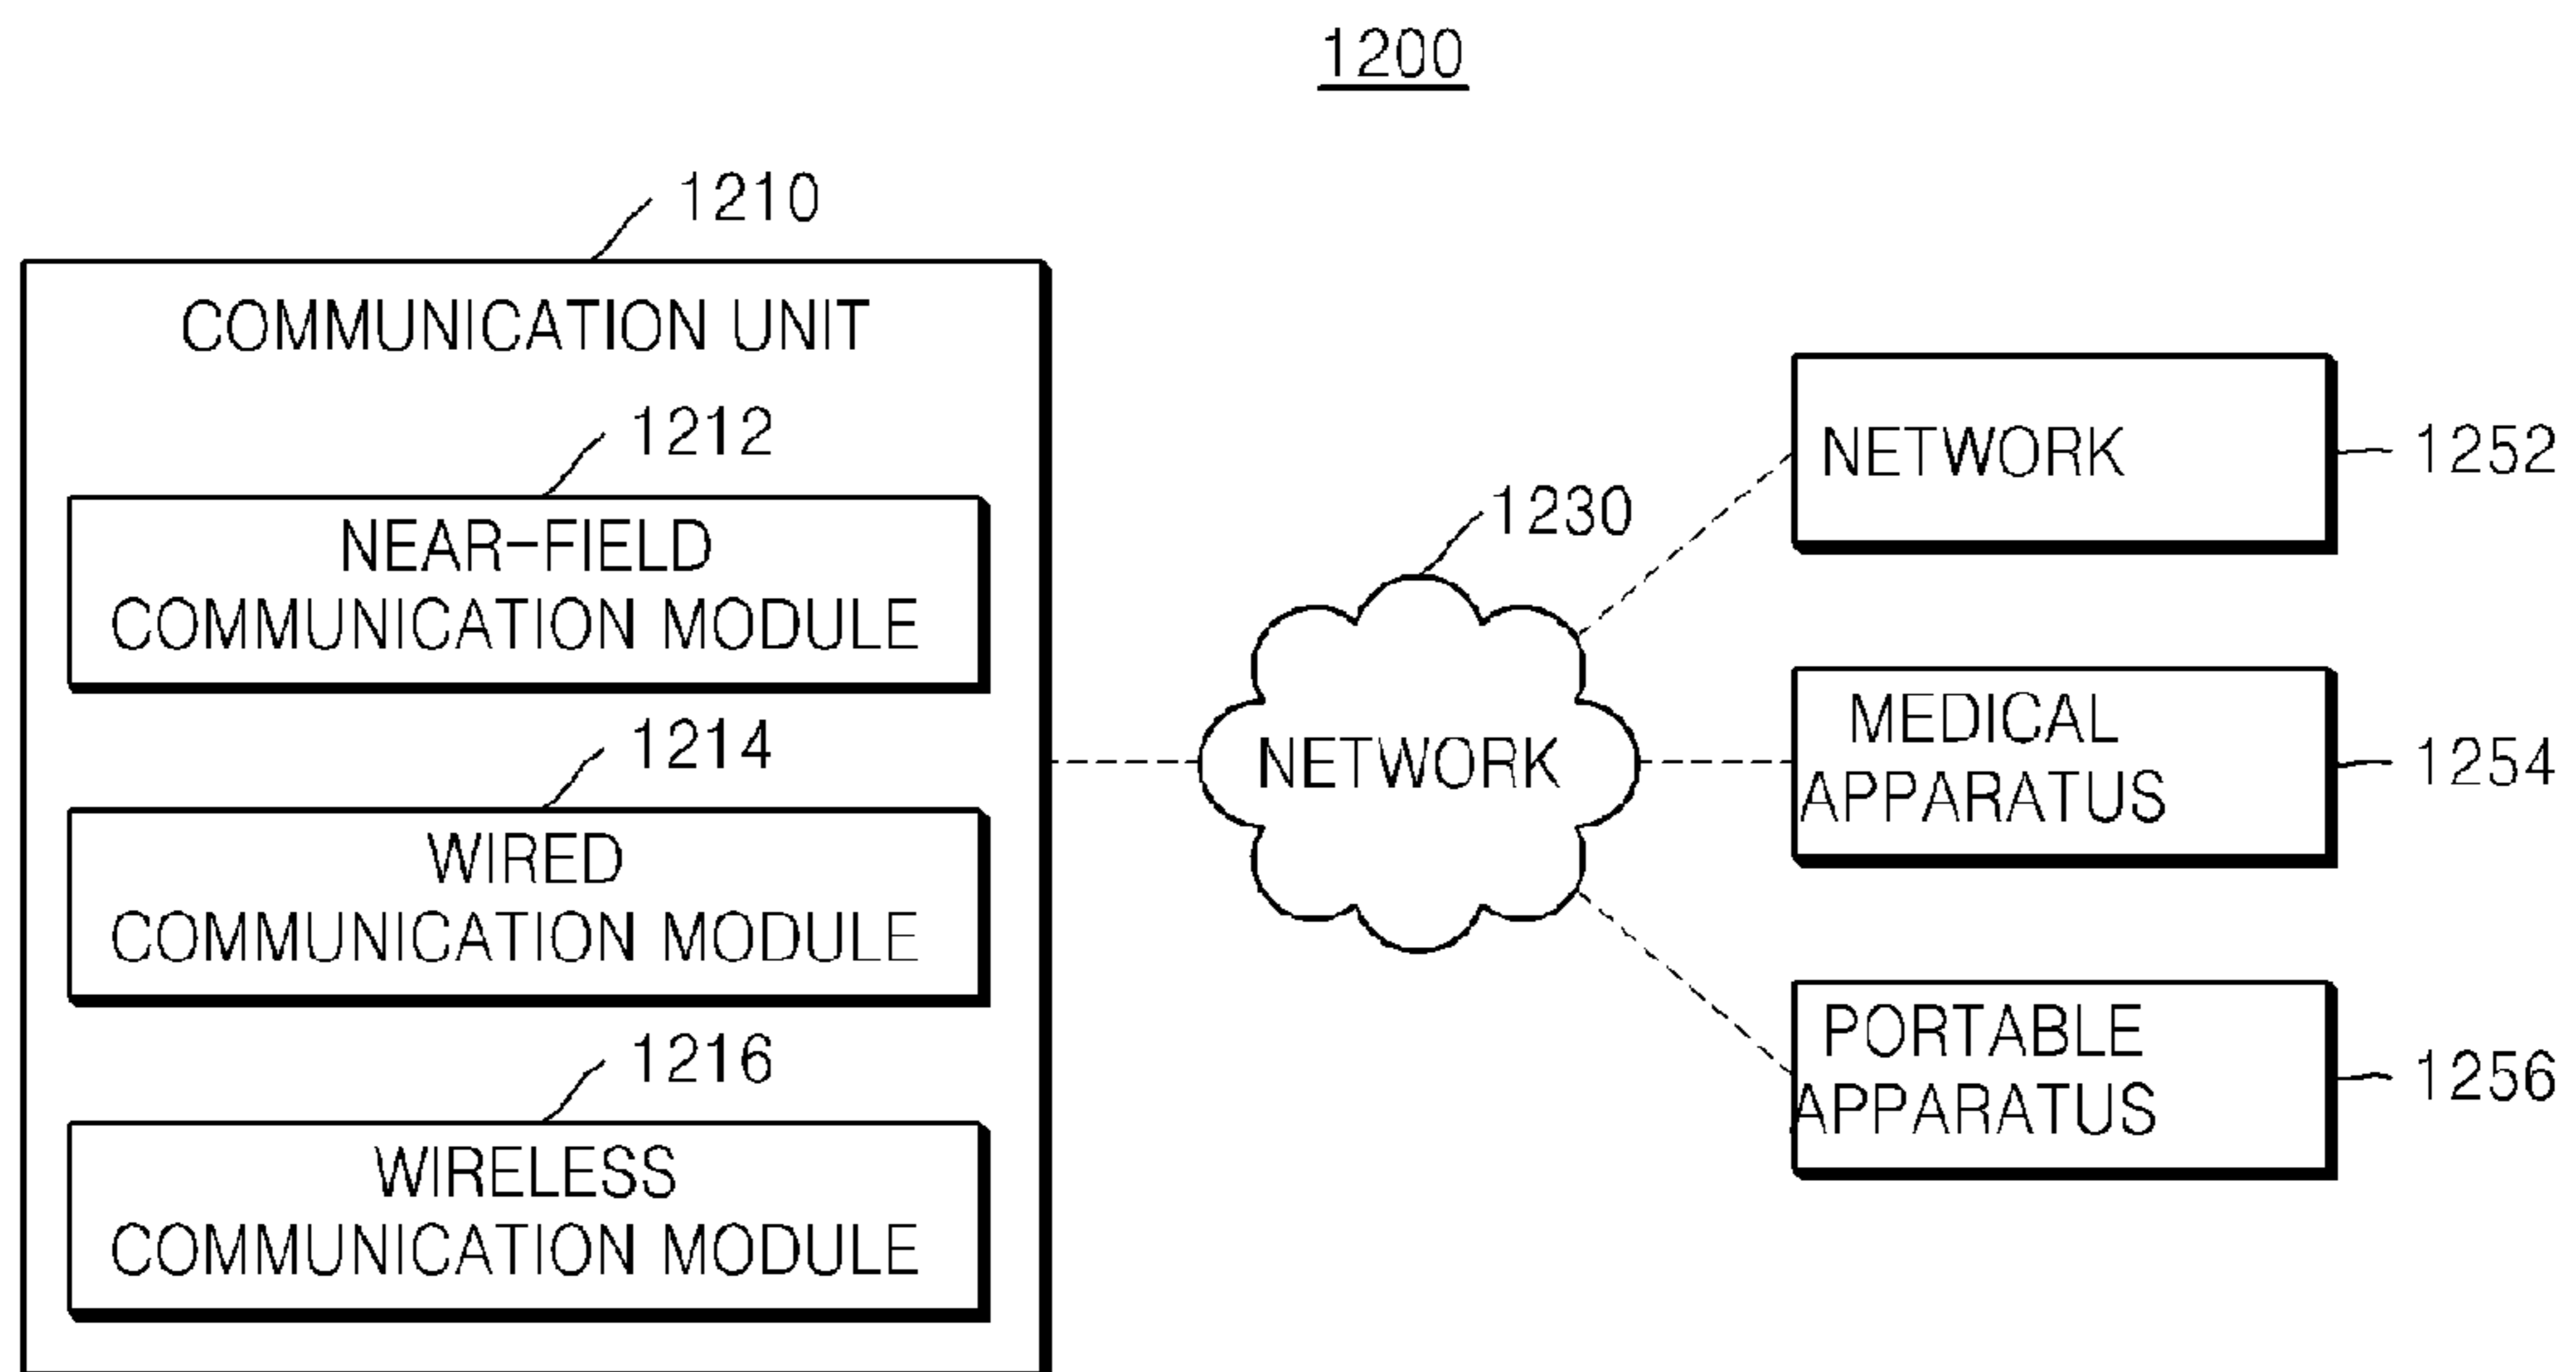 1200
1210
COMMUNICATION UNIT
1212
NEAR-FIELD
COMMUNICATION MODULE
1214
WIRED
COMMUNICATION MODULE
1216
WIRELESS
COMMUNICATION MODULE
1230
NETWORK
NETWORK
1252
MEDICAL
APPARATUS
1254
PORTABLE
APPARATUS
1256